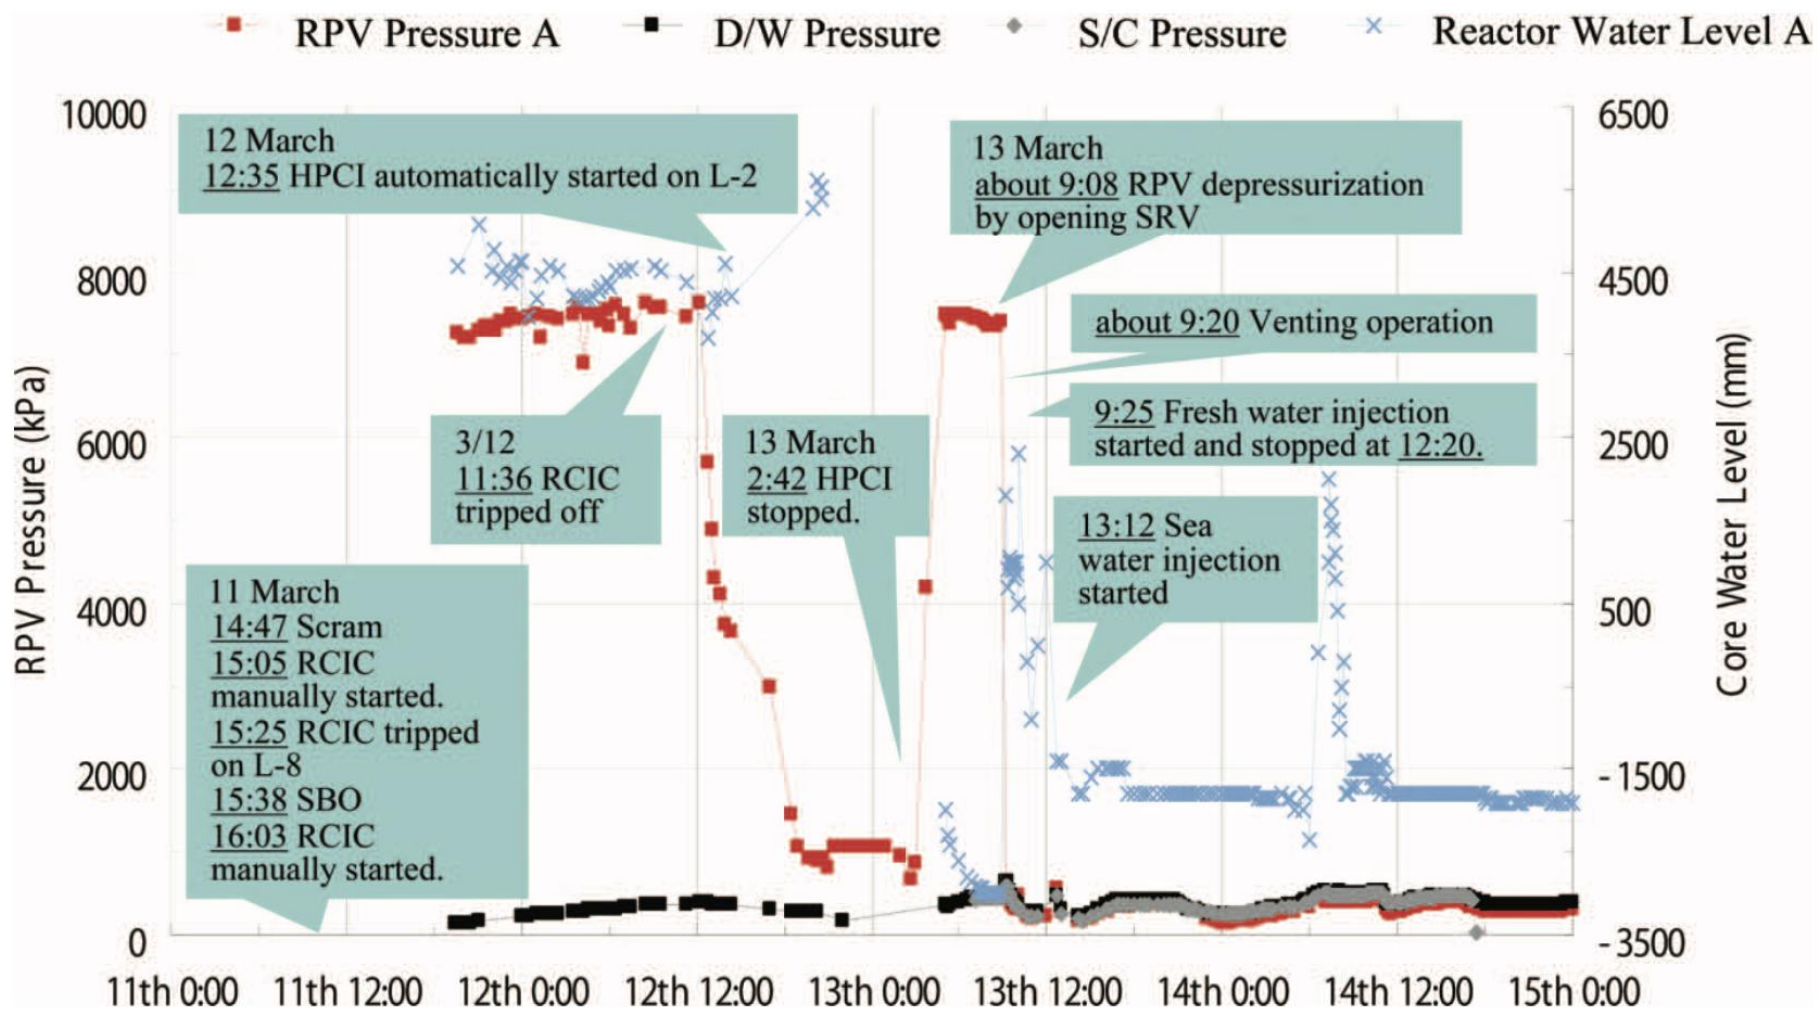 RPV Pressure A D/W Pressure S/C Pressure Reactor Water Level A
10000
8000
6000
4000
2000
0
RPV Pressure (kPa)
6500
4500
2500
500
-1500
-3500
Core Water Level (mm)
12 March
12:35 HPCI automatically started on L-2
13 March
about 9:08 RPV depressurization
by opening SRV
about 9:20 Venting operation
9:25 Fresh water injection
started and stopped at 12:20.
3/12
11:36 RCIC
tripped off
13 March
2:42 HPCI
stopped.
13:12 Sea
water injection
started
11 March
14:47 Scram
15:05 RCIC
manually started.
15:25 RCIC tripped
on L-8
15:38 SBO
16:03 RCIC
manually started.
11th 0:00 11th 12:00 12th 0:00 12th 12:00 13th 0:00 13th 12:00 14th 0:00 14th 12:00 15th 0:00